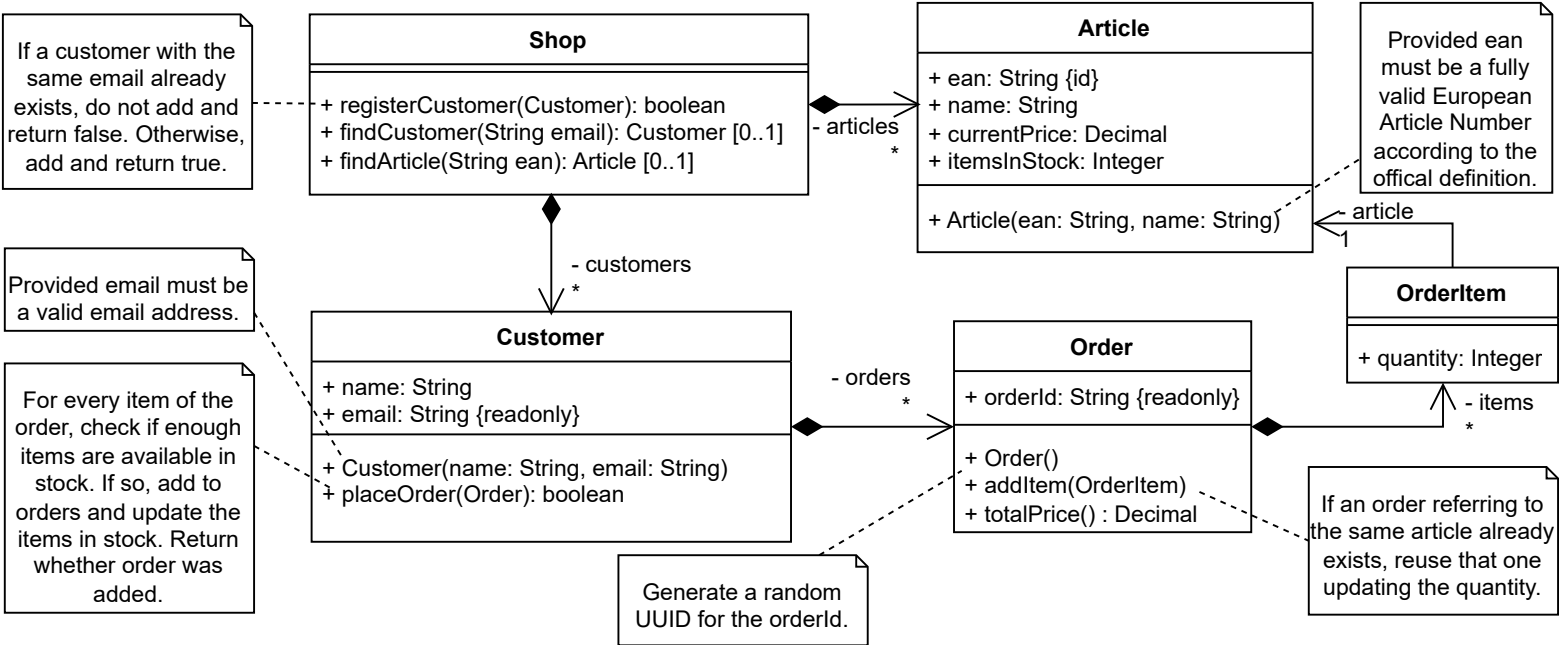 If a customer with the
same email already
exists, do not add and
return false. Otherwise,
add and return true.
Shop
+ registerCustomer(Customer): boolean
+ findCustomer(String email): Customer [0..1]
+ findArticle(String ean): Article [0..1]
- articles
*
Article
+ ean: String {id}
+ name: String
+ currentPrice: Decimal
+ itemsInStock: Integer
+ Article(ean: String, name: String)
Provided ean
must be a fully
valid European
Article Number
according to the
offical definition.
- article
1
- customers
*
Provided email must be
a valid email address.
For every item of the
order, check if enough
items are available in
stock. If so, add to
orders and update the
items in stock. Return
whether order was
added.
Customer
+ name: String
+ email: String {readonly}
+ Customer(name: String, email: String)
+ placeOrder(Order): boolean
- orders
*
Order
+ orderId: String {readonly}
+ Order()
+ addItem(OrderItem)
+ totalPrice() : Decimal
OrderItem
+ quantity: Integer
- items
*
Generate a random
UUID for the orderId.
If an order referring to
the same article already
exists, reuse that one
updating the quantity.